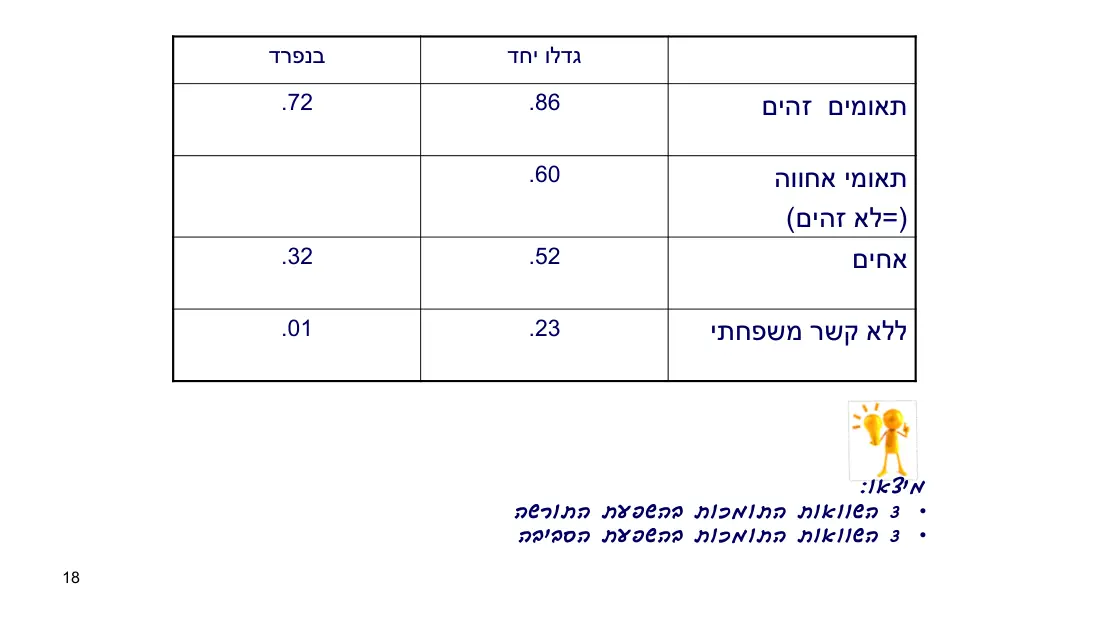 גדלו יחד בנפרד
תאומים זהים .86 .72
תאומי אחווה .60
(=לא זהים)
אחים .52 .32
ללא קשר משפחתי .23 .01
מיצאו:
• 3 השוואות התומכות בהשפעת התורשה
• 3 השוואות התומכות בהשפעת הסביבה
18